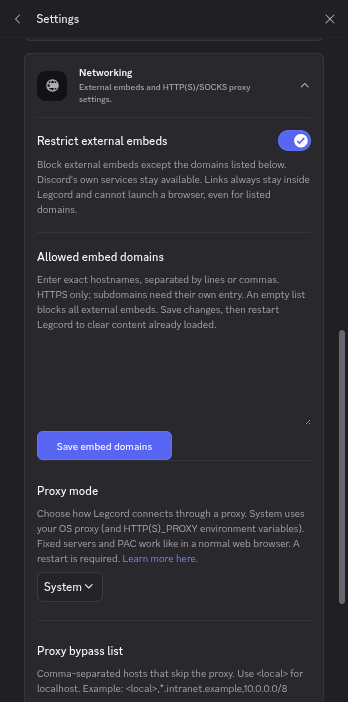 Settings
Networking
External embeds and HTTP(S)/SOCKS proxy
settings.
Restrict external embeds
Block external embeds except the domains listed below.
Discord's own services stay available. Links always stay inside
Legcord and cannot launch a browser, even for listed
domains.
Allowed embed domains
Enter exact hostnames, separated by lines or commas.
HTTPS only; subdomains need their own entry. An empty list
blocks all external embeds. Save changes, then restart
Legcord to clear content already loaded.
Save embed domains
Proxy mode
Choose how Legcord connects through a proxy. System uses
your OS proxy (and HTTP(S)_PROXY environment variables).
Fixed servers and PAC work like in a normal web browser. A
restart is required. Learn more here.
System
Proxy bypass list
Comma-separated hosts that skip the proxy. Use <local> for
localhost. Example: <local>,*.intranet.example,10.0.0.0/8